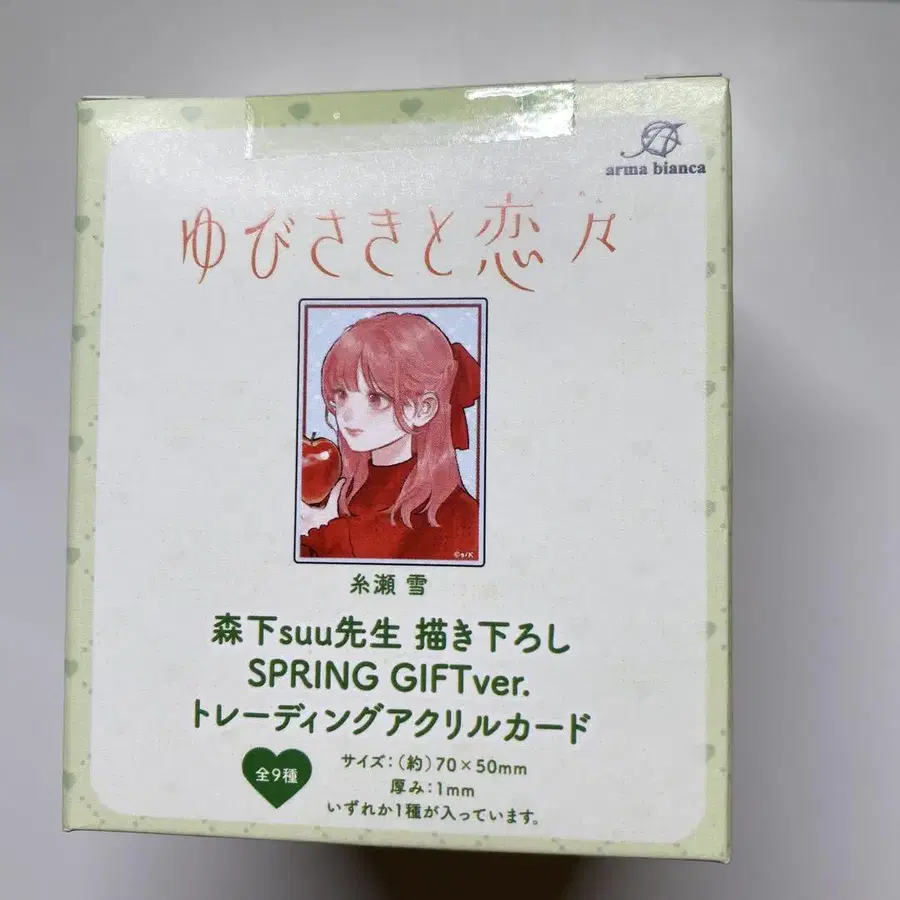 arma bianca
ゆびさきと恋々
糸瀬 雪
森下suu先生 描き下ろし
SPRING GIFTver.
トレーディングアクリルカード
全9種
サイズ:(約)70×50mm
厚み:1mm
いずれか1種が入っています。